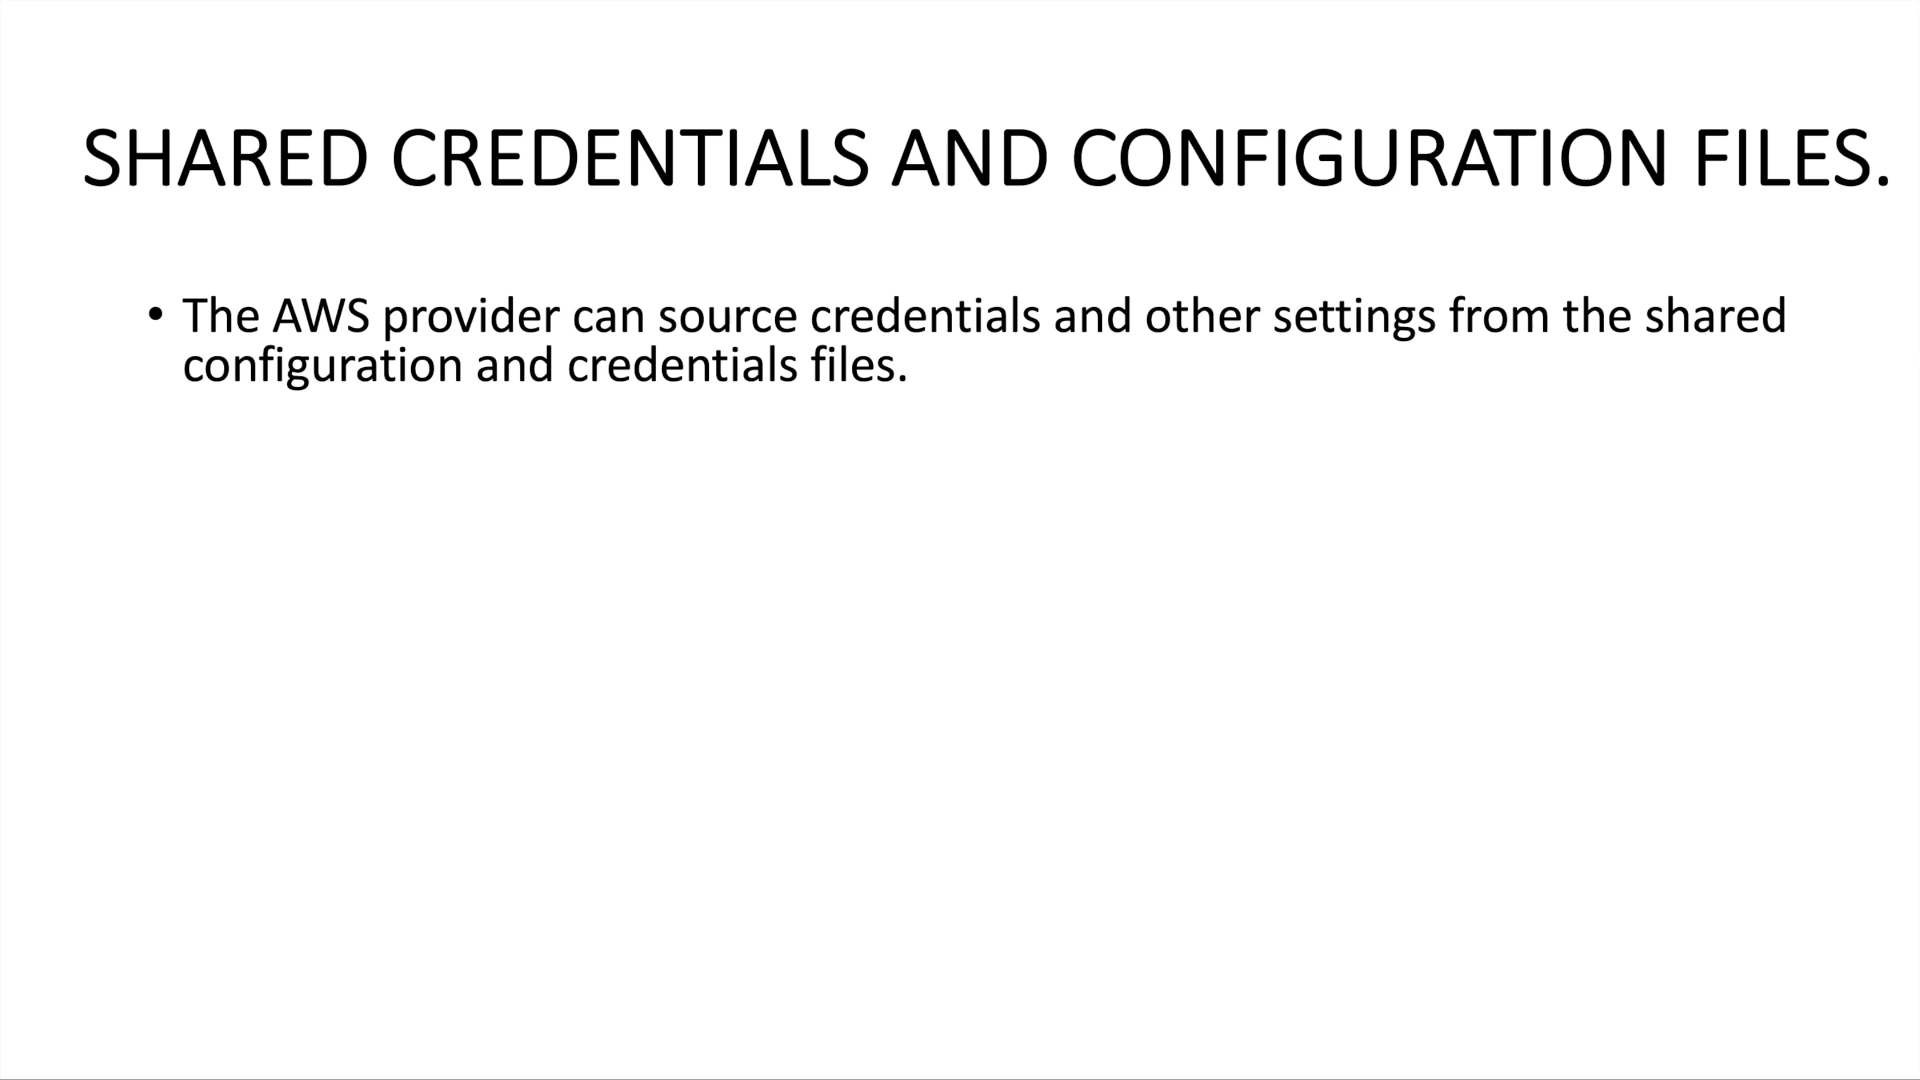 SHARED CREDENTIALS AND CONFIGURATION FILES.
• The AWS provider can source credentials and other settings from the shared
configuration and credentials files.